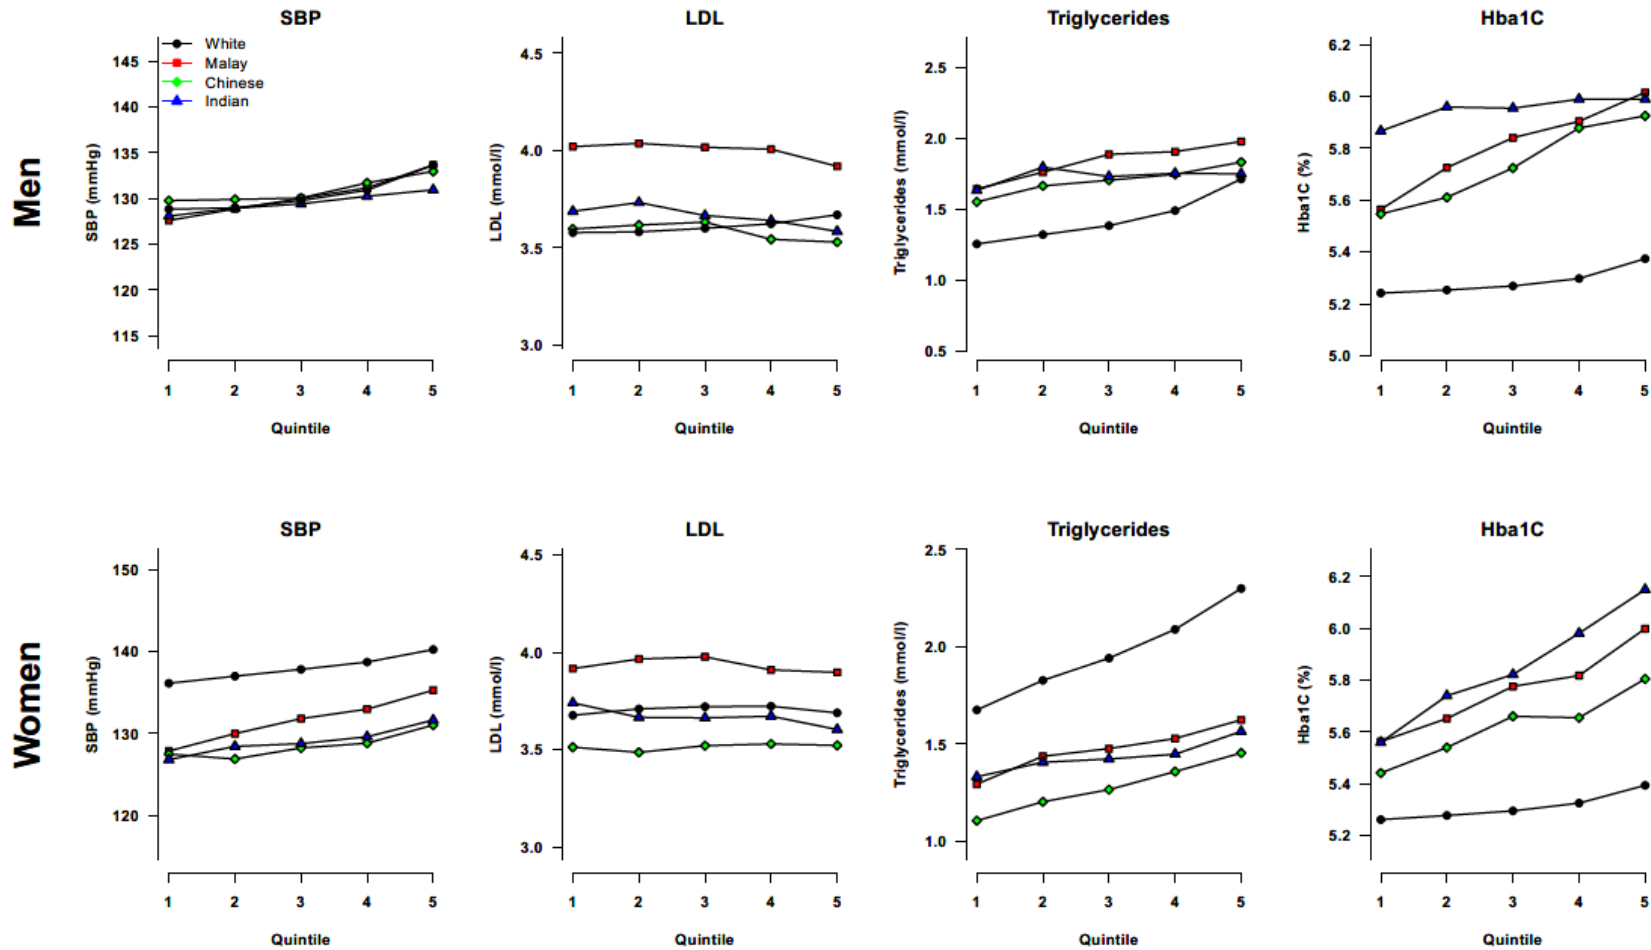 Men
SBP
SBP (mmHg)
145
140
135
130
125
120
115
White
Malay
Chinese
Indian
1 2 3 4 5
Quintile
LDL
LDL (mmol/l)
4.5
4.0
3.5
3.0
1 2 3 4 5
Quintile
Triglycerides
Triglycerides (mmol/l)
2.5
2.0
1.5
1.0
0.5
1 2 3 4 5
Quintile
Hba1C
Hba1C (%)
6.2
6.0
5.8
5.6
5.4
5.2
5.0
1 2 3 4 5
Quintile
Women
SBP
SBP (mmHg)
150
140
130
120
1 2 3 4 5
Quintile
LDL
LDL (mmol/l)
4.5
4.0
3.5
3.0
1 2 3 4 5
Quintile
Triglycerides
Triglycerides (mmol/l)
2.5
2.0
1.5
1.0
1 2 3 4 5
Quintile
Hba1C
Hba1C (%)
6.2
6.0
5.8
5.6
5.4
5.2
1 2 3 4 5
Quintile